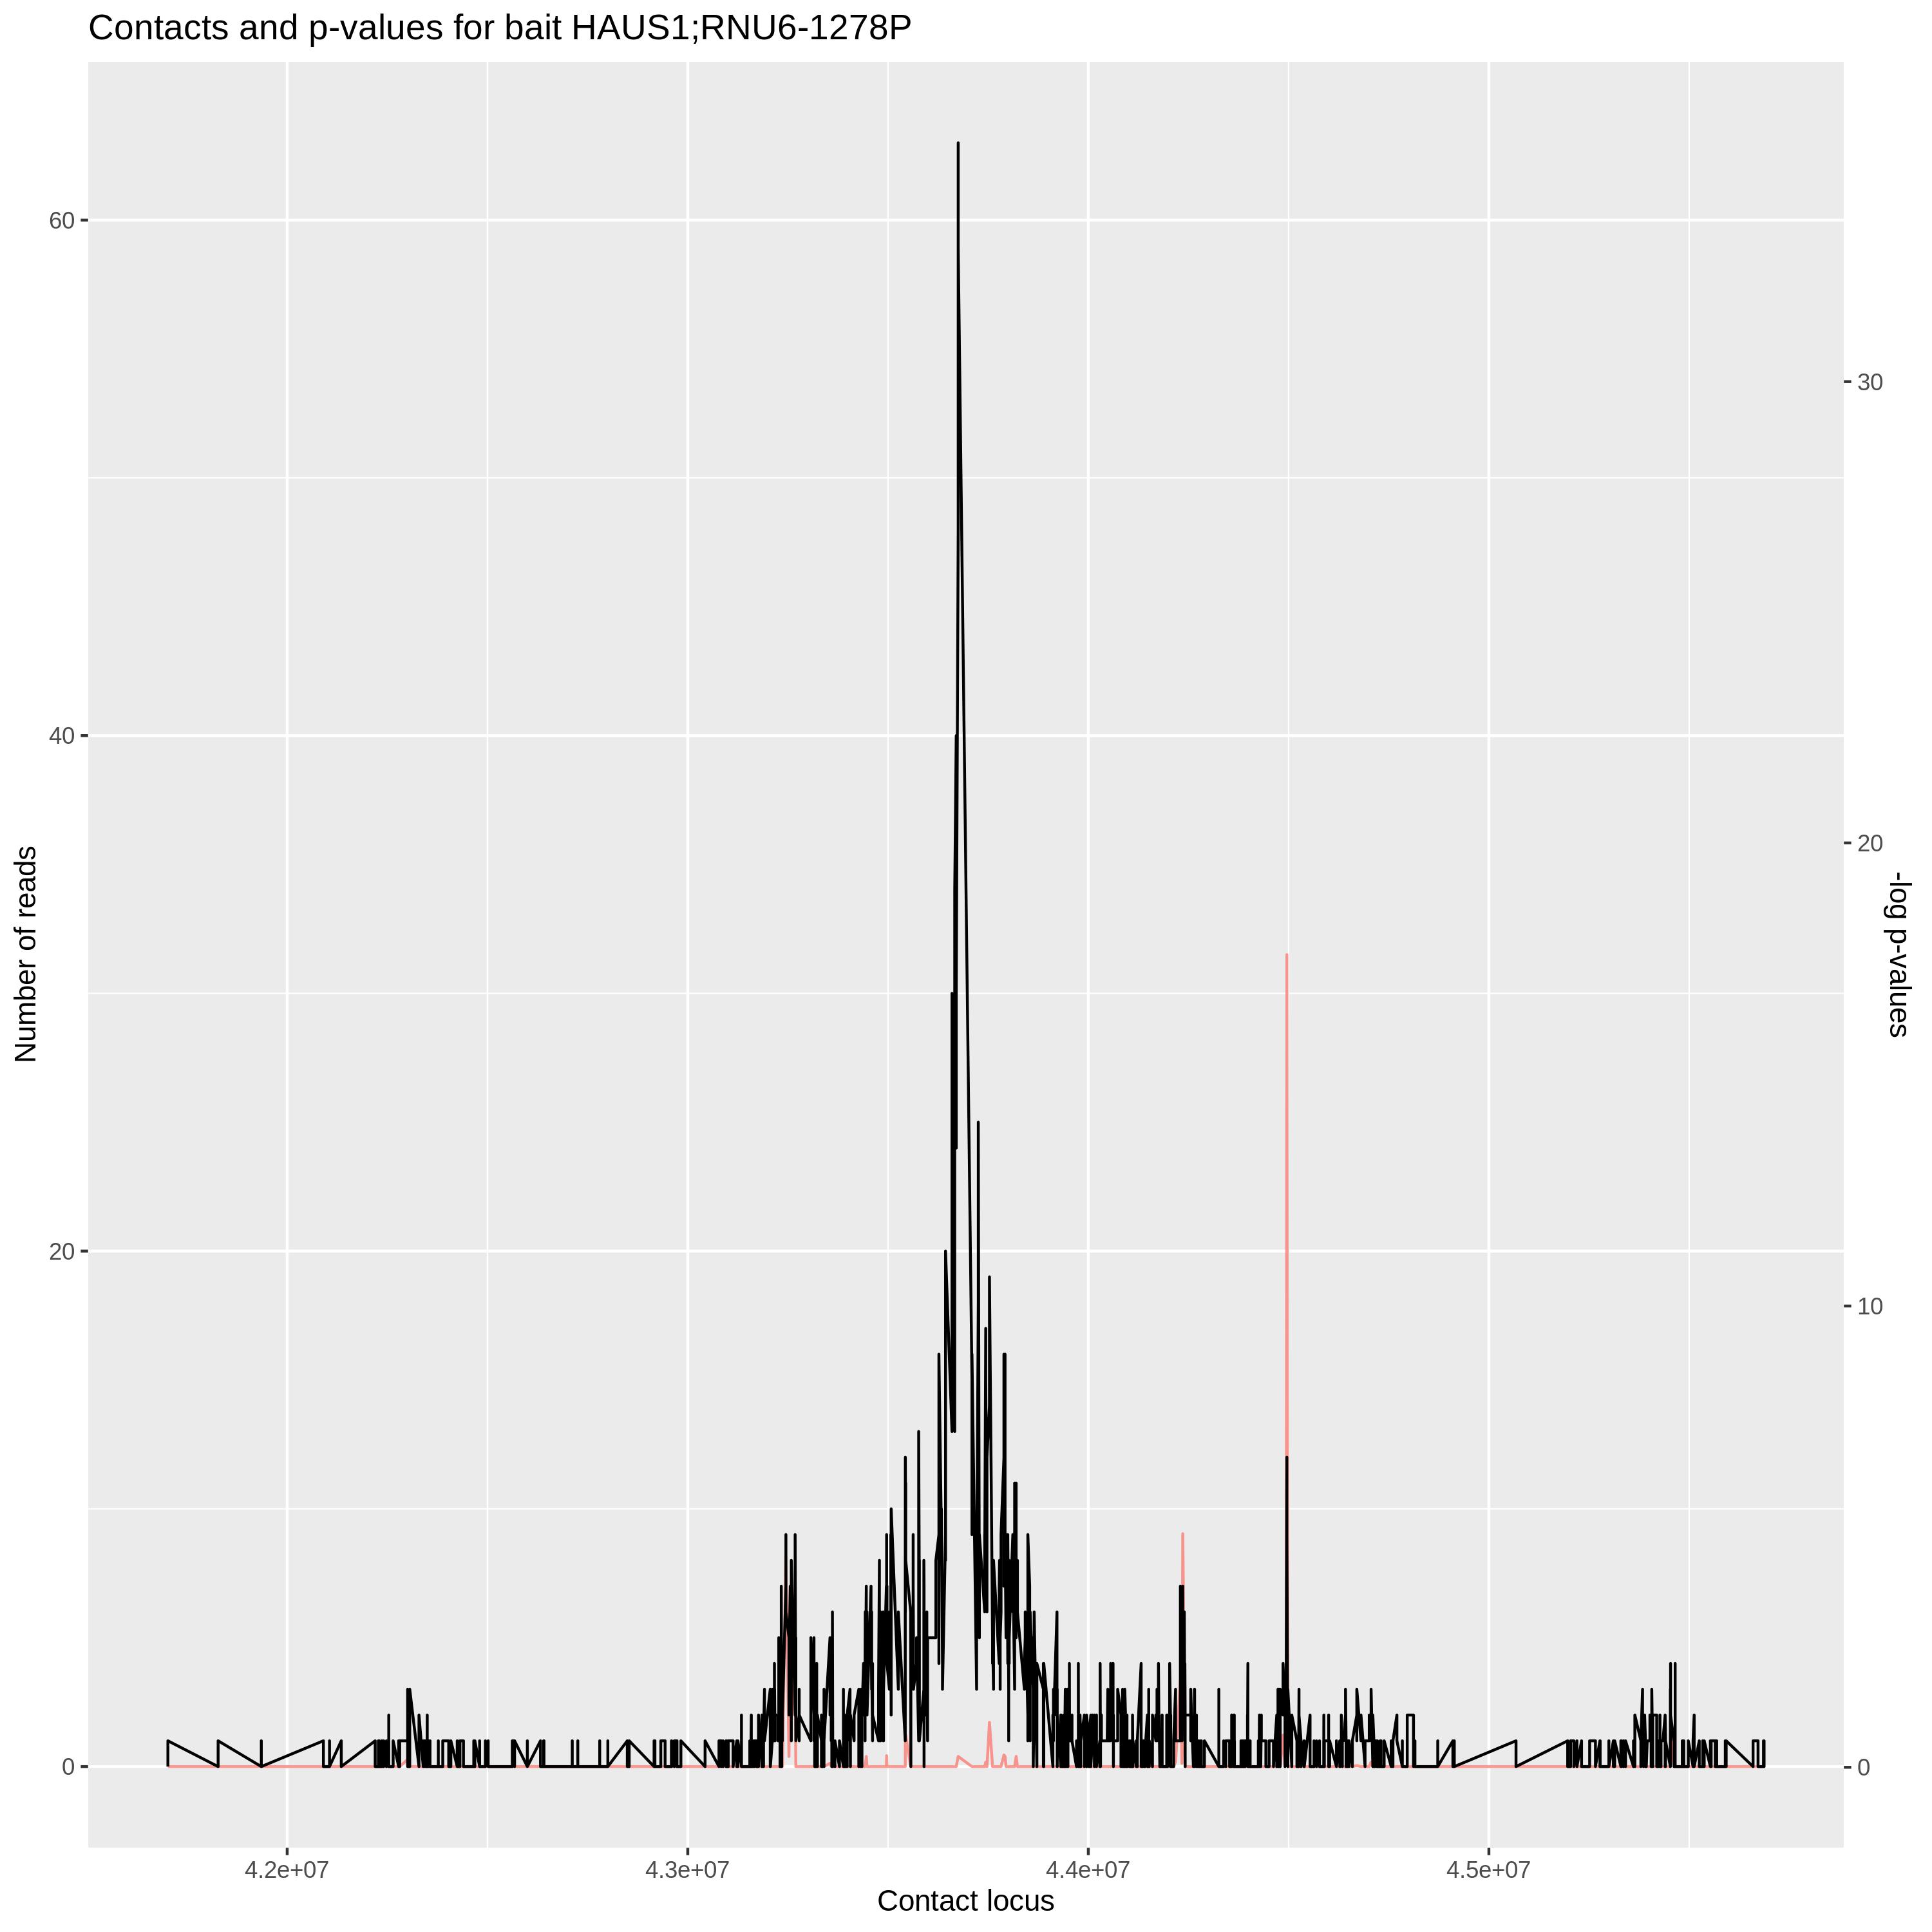 Contacts and p-values for bait HAUS1;RNU6-1278P
60
40
20
0
Number of reads
30
20
10
0
-log p-values
4.2e+07
4.3e+07
4.4e+07
4.5e+07
Contact locus